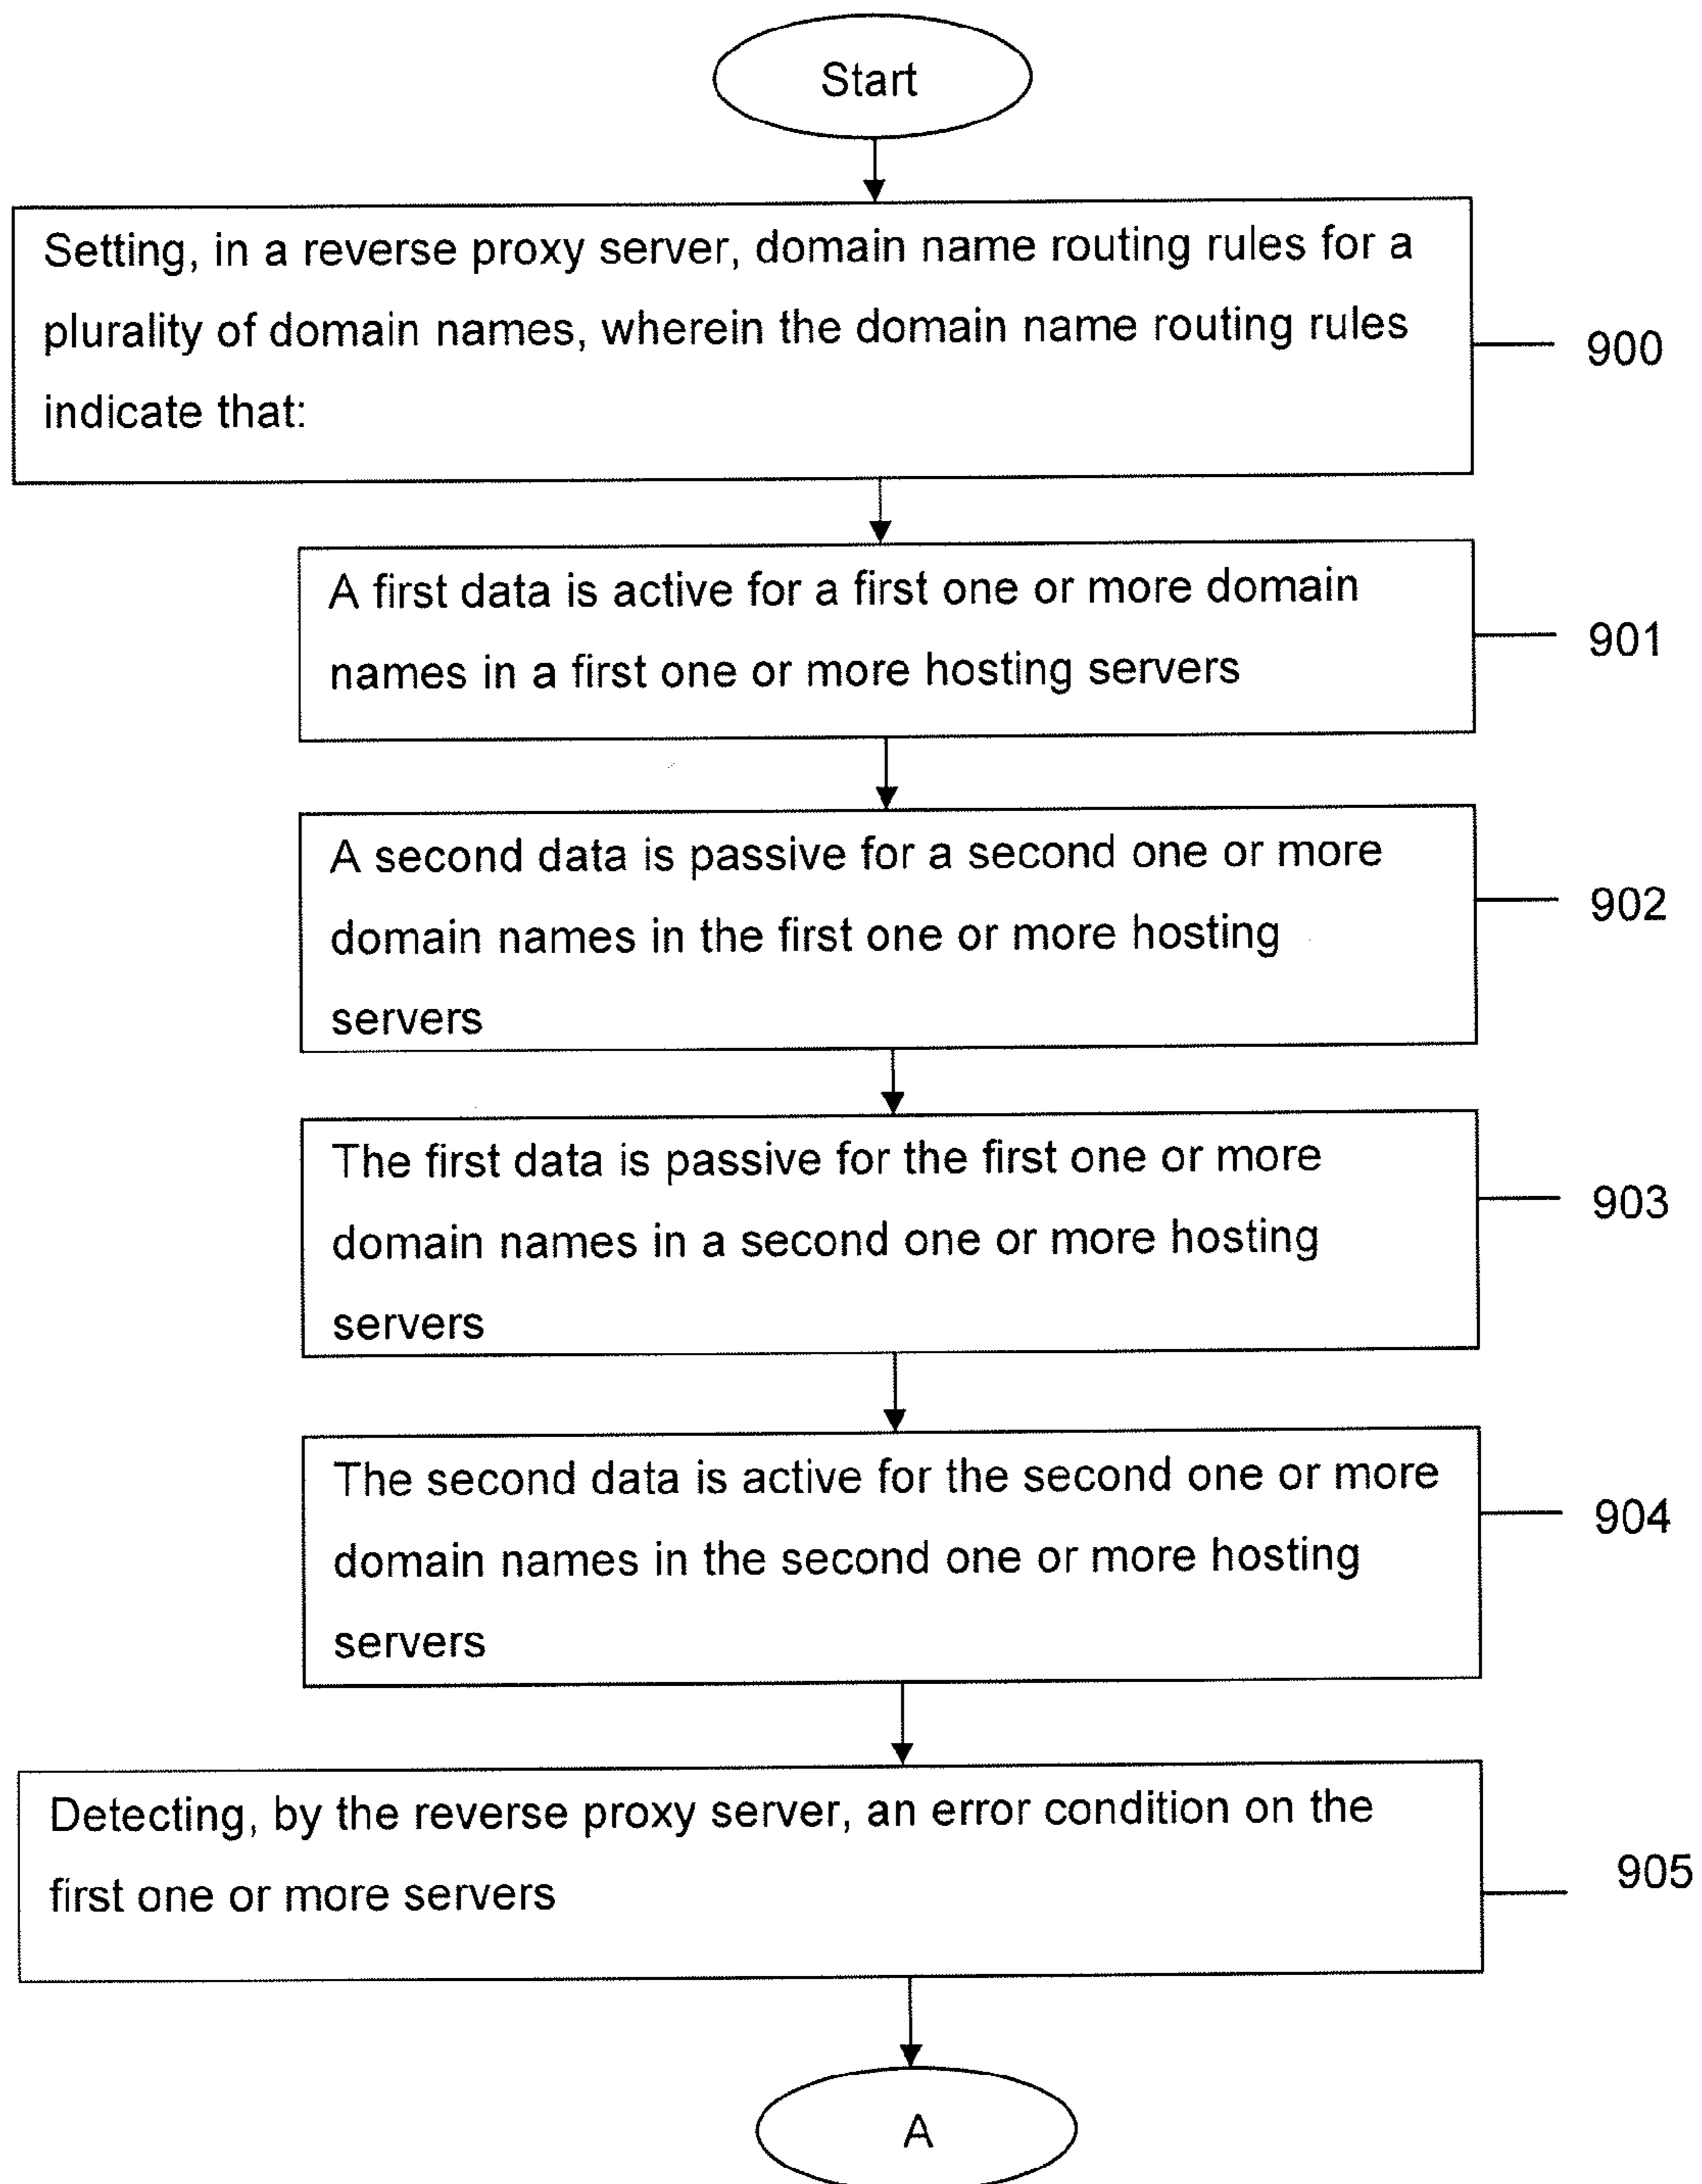 Start
Setting, in a reverse proxy server, domain name routing rules for a
plurality of domain names, wherein the domain name routing rules
indicate that:
900
A first data is active for a first one or more domain
names in a first one or more hosting servers
901
A second data is passive for a second one or more
domain names in the first one or more hosting
servers
902
The first data is passive for the first one or more
domain names in a second one or more hosting
servers
903
The second data is active for the second one or more
domain names in the second one or more hosting
servers
904
Detecting, by the reverse proxy server, an error condition on the
first one or more servers
905
A